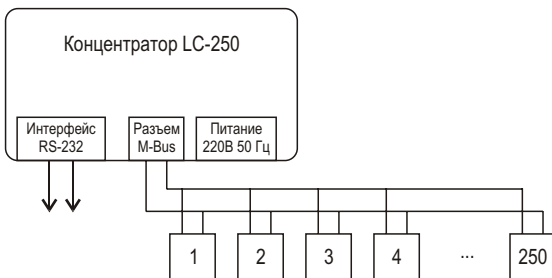 Концентратор LC-250
Интерфейс
RS-232
Разъем
M-Bus
Питание
220В 50 Гц
1
2
3
4
...
250